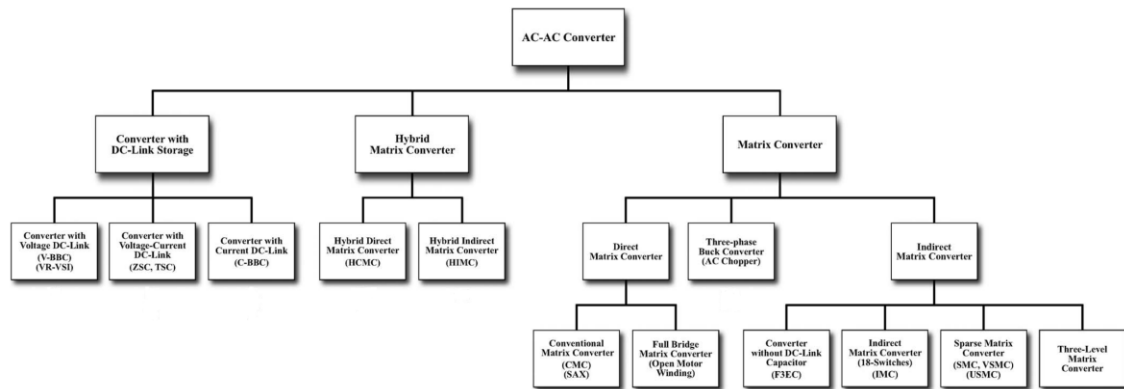 AC-AC Converter
Converter with
DC-Link Storage
Hybrid
Matrix Converter
Matrix Converter
Converter with
Voltage DC-Link
(V-BBC)
(VR-VSI)
Converter with
Voltage-Current
DC-Link
(ZSC, TSC)
Converter with
Current DC-Link
(C-BBC)
Hybrid Direct
Matrix Converter
(HCMC)
Hybrid Indirect
Matrix Converter
(HIMC)
Direct
Matrix Converter
Three-phase
Buck Converter
(AC Chopper)
Indirect
Matrix Converter
Conventional
Matrix Converter
(CMC)
(SAX)
Full Bridge
Matrix Converter
(Open Motor
Winding)
Converter
without DC-Link
Capacitor
(F3EC)
Indirect
Matrix Converter
(18-Switches)
(IMC)
Sparse Matrix
Converter
(SMC, VSMC)
(USMC)
Three-Level
Matrix
Converter